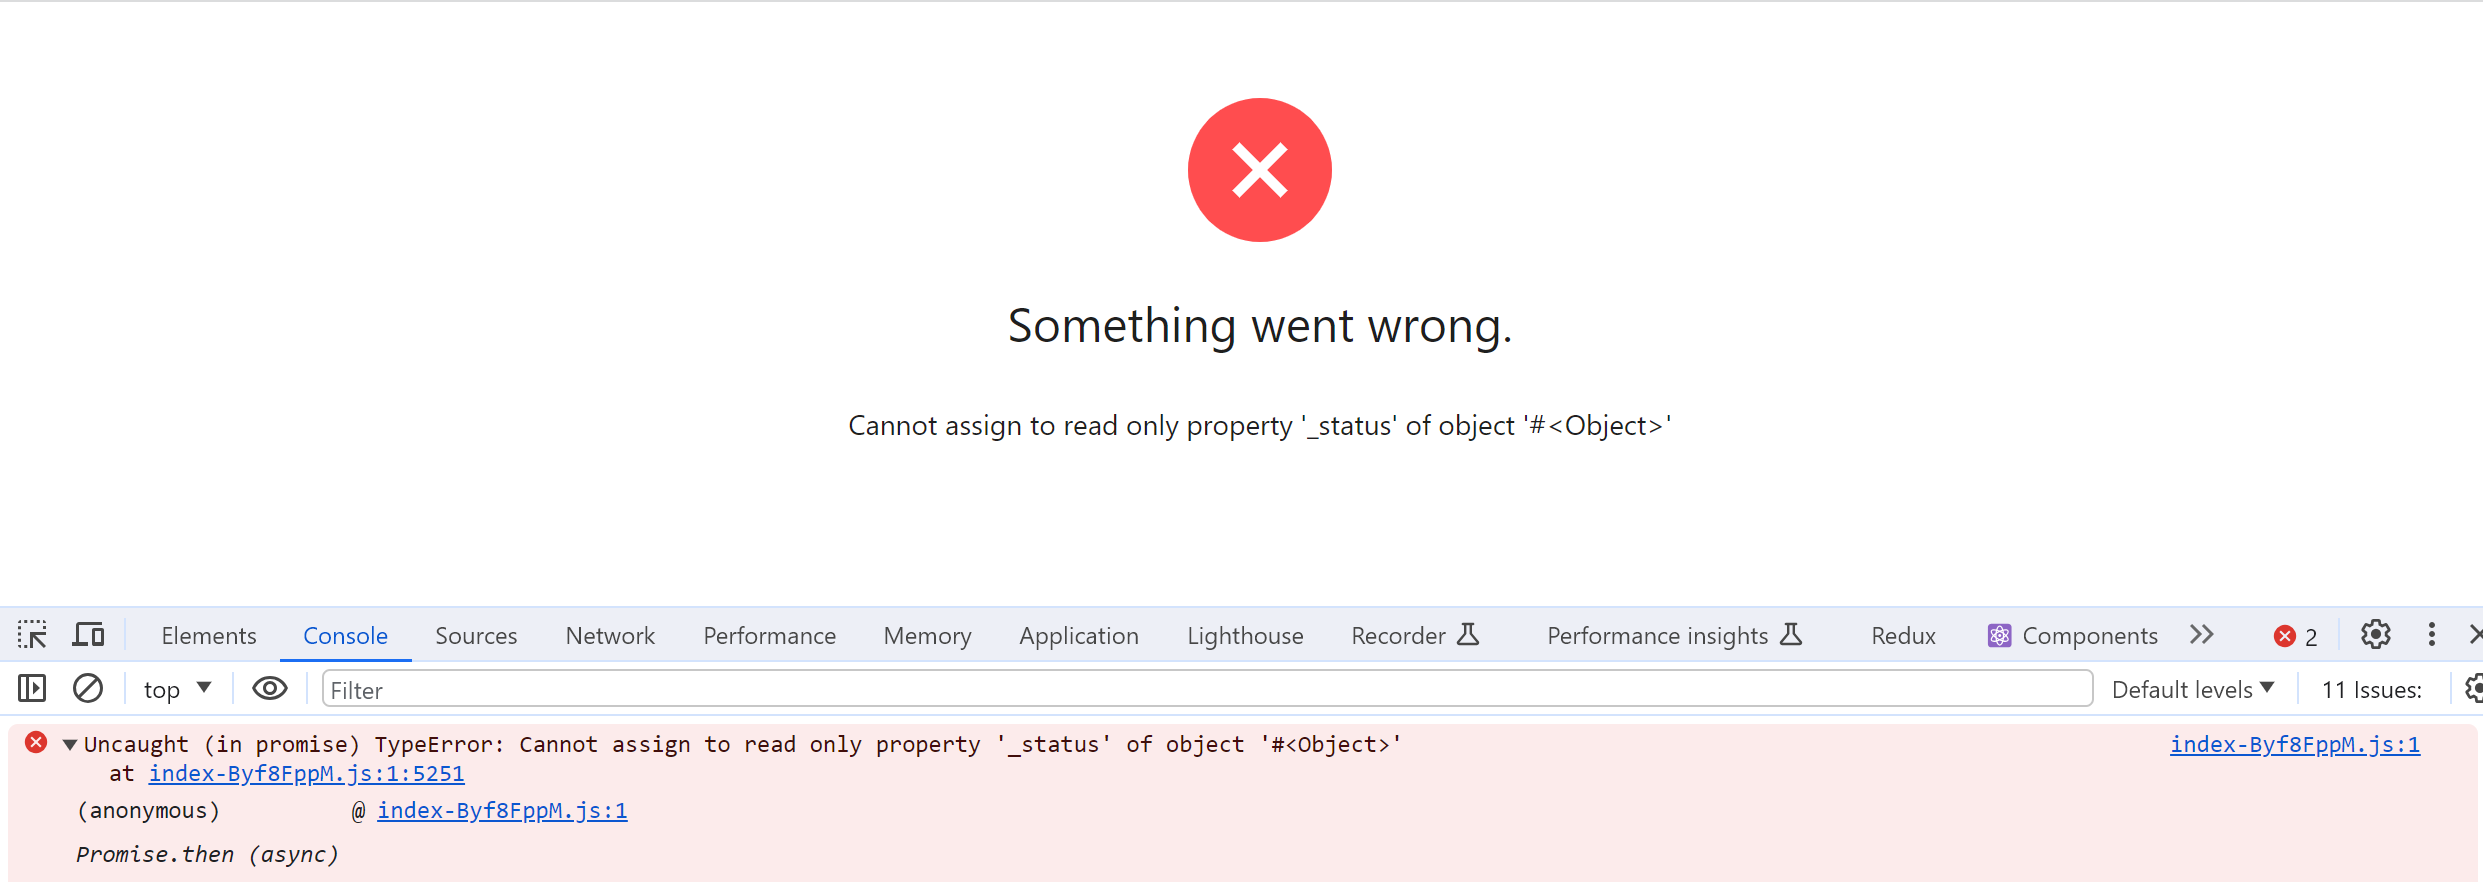 Something went wrong.
Cannot assign to read only property '_status' of object '#<Object>'
Elements Console Sources Network Performance Memory Application Lighthouse Recorder Performance insights Redux Components 2
top Filter Default levels 11 Issues:
Uncaught (in promise) TypeError: Cannot assign to read only property '_status' of object '#<Object>' index-Byf8FppM.js:1
at index-Byf8FppM.js:1:5251
(anonymous) @ index-Byf8FppM.js:1
Promise.then (async)